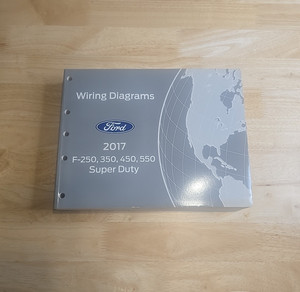 Wiring Diagrams
Ford
2017
F-250, 350, 450, 550
Super Duty